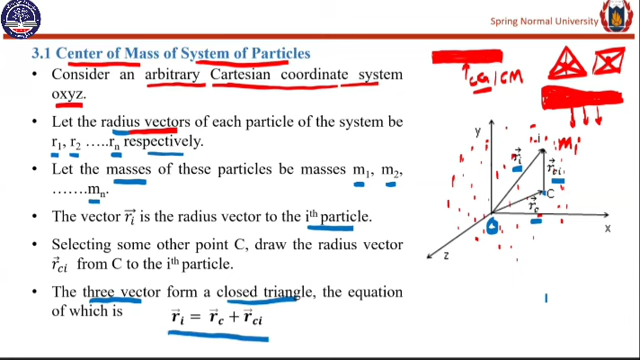 Spring Normal University
3.1 Center of Mass of System of Particles
• Consider an arbitrary Cartesian coordinate system
oxyz.
• Let the radius vectors of each particle of the system be
r1, r2 …..rn respectively.
• Let the masses of these particles be masses m1, m2,
…….mn.
• The vector r⃗i is the radius vector to the ith particle.
• Selecting some other point C, draw the radius vector
r⃗ci from C to the ith particle.
• The three vector form a closed triangle, the equation
of which is
r⃗i = r⃗c + r⃗ci
CG/CM
y
i
mi
r⃗i
r⃗ci
C
r⃗c
x
z